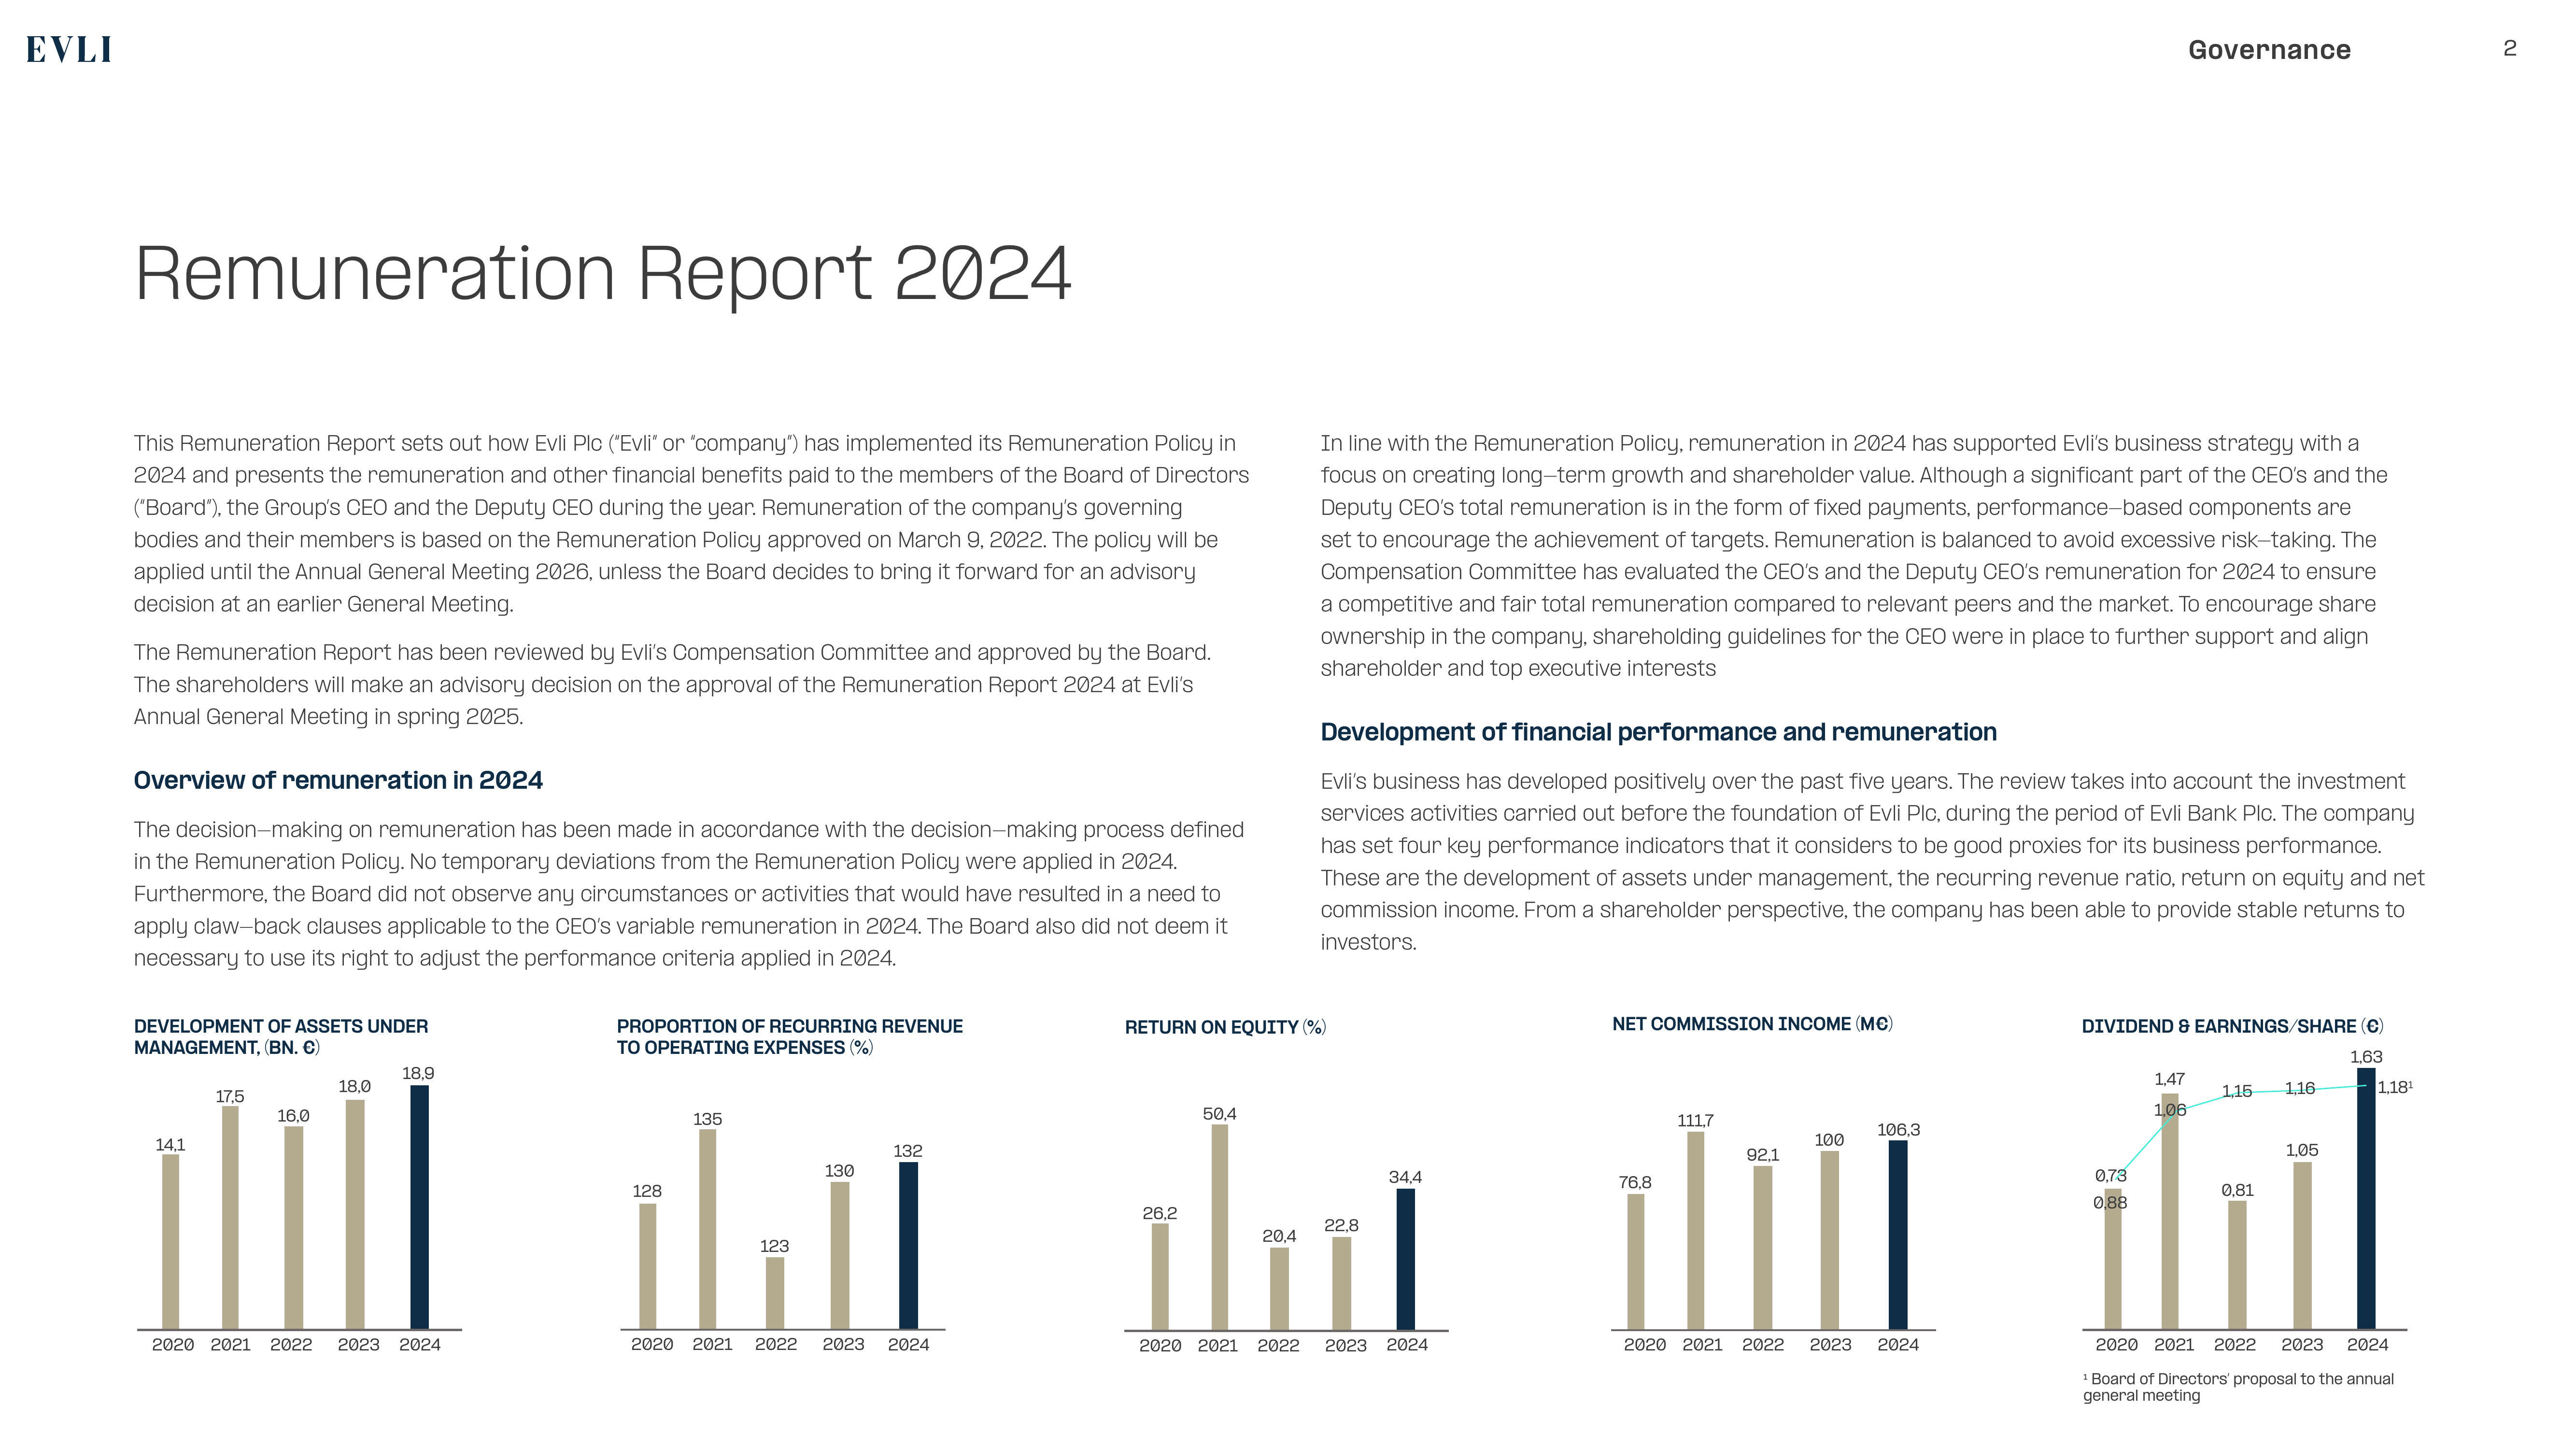 EVLI
Governance
2
Remuneration Report 2024
This Remuneration Report sets out how Evli Plc (“Evli” or “company”) has implemented its Remuneration Policy in
2024 and presents the remuneration and other financial benefits paid to the members of the Board of Directors
(“Board”), the Group’s CEO and the Deputy CEO during the year. Remuneration of the company’s governing
bodies and their members is based on the Remuneration Policy approved on March 9, 2022. The policy will be
applied until the Annual General Meeting 2026, unless the Board decides to bring it forward for an advisory
decision at an earlier General Meeting.
The Remuneration Report has been reviewed by Evli’s Compensation Committee and approved by the Board.
The shareholders will make an advisory decision on the approval of the Remuneration Report 2024 at Evli’s
Annual General Meeting in spring 2025.
Overview of remuneration in 2024
The decision–making on remuneration has been made in accordance with the decision–making process defined
in the Remuneration Policy. No temporary deviations from the Remuneration Policy were applied in 2024.
Furthermore, the Board did not observe any circumstances or activities that would have resulted in a need to
apply claw–back clauses applicable to the CEO’s variable remuneration in 2024. The Board also did not deem it
necessary to use its right to adjust the performance criteria applied in 2024.
In line with the Remuneration Policy, remuneration in 2024 has supported Evli’s business strategy with a
focus on creating long–term growth and shareholder value. Although a significant part of the CEO’s and the
Deputy CEO’s total remuneration is in the form of fixed payments, performance–based components are
set to encourage the achievement of targets. Remuneration is balanced to avoid excessive risk–taking. The
Compensation Committee has evaluated the CEO’s and the Deputy CEO’s remuneration for 2024 to ensure
a competitive and fair total remuneration compared to relevant peers and the market. To encourage share
ownership in the company, shareholding guidelines for the CEO were in place to further support and align
shareholder and top executive interests
Development of financial performance and remuneration
Evli’s business has developed positively over the past five years. The review takes into account the investment
services activities carried out before the foundation of Evli Plc, during the period of Evli Bank Plc. The company
has set four key performance indicators that it considers to be good proxies for its business performance.
These are the development of assets under management, the recurring revenue ratio, return on equity and net
commission income. From a shareholder perspective, the company has been able to provide stable returns to
investors.
DEVELOPMENT OF ASSETS UNDER
MANAGEMENT, (BN. €)
14,1
17,5
16,0
18,0
18,9
2020 2021 2022 2023 2024
PROPORTION OF RECURRING REVENUE
TO OPERATING EXPENSES (%)
128
135
123
130
132
2020 2021 2022 2023 2024
RETURN ON EQUITY (%)
26,2
50,4
20,4
22,8
34,4
2020 2021 2022 2023 2024
NET COMMISSION INCOME (M€)
76,8
111,7
92,1
100
106,3
2020 2021 2022 2023 2024
DIVIDEND & EARNINGS/SHARE (€)
0,73
0,88
1,47
1,06
1,15
0,81
1,16
1,05
1,63
1,18¹
2020 2021 2022 2023 2024
¹ Board of Directors’ proposal to the annual
general meeting